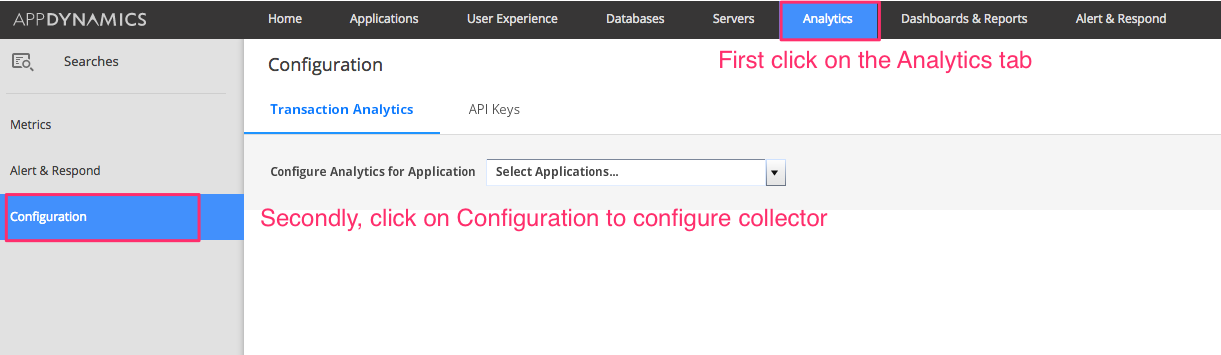 APPDYNAMICS Home Applications User Experience Databases Servers Analytics Dashboards & Reports Alert & Respond
First click on the Analytics tab
Searches
Configuration
Transaction Analytics API Keys
Metrics
Alert & Respond
Configure Analytics for Application Select Applications...
Configuration
Secondly, click on Configuration to configure collector